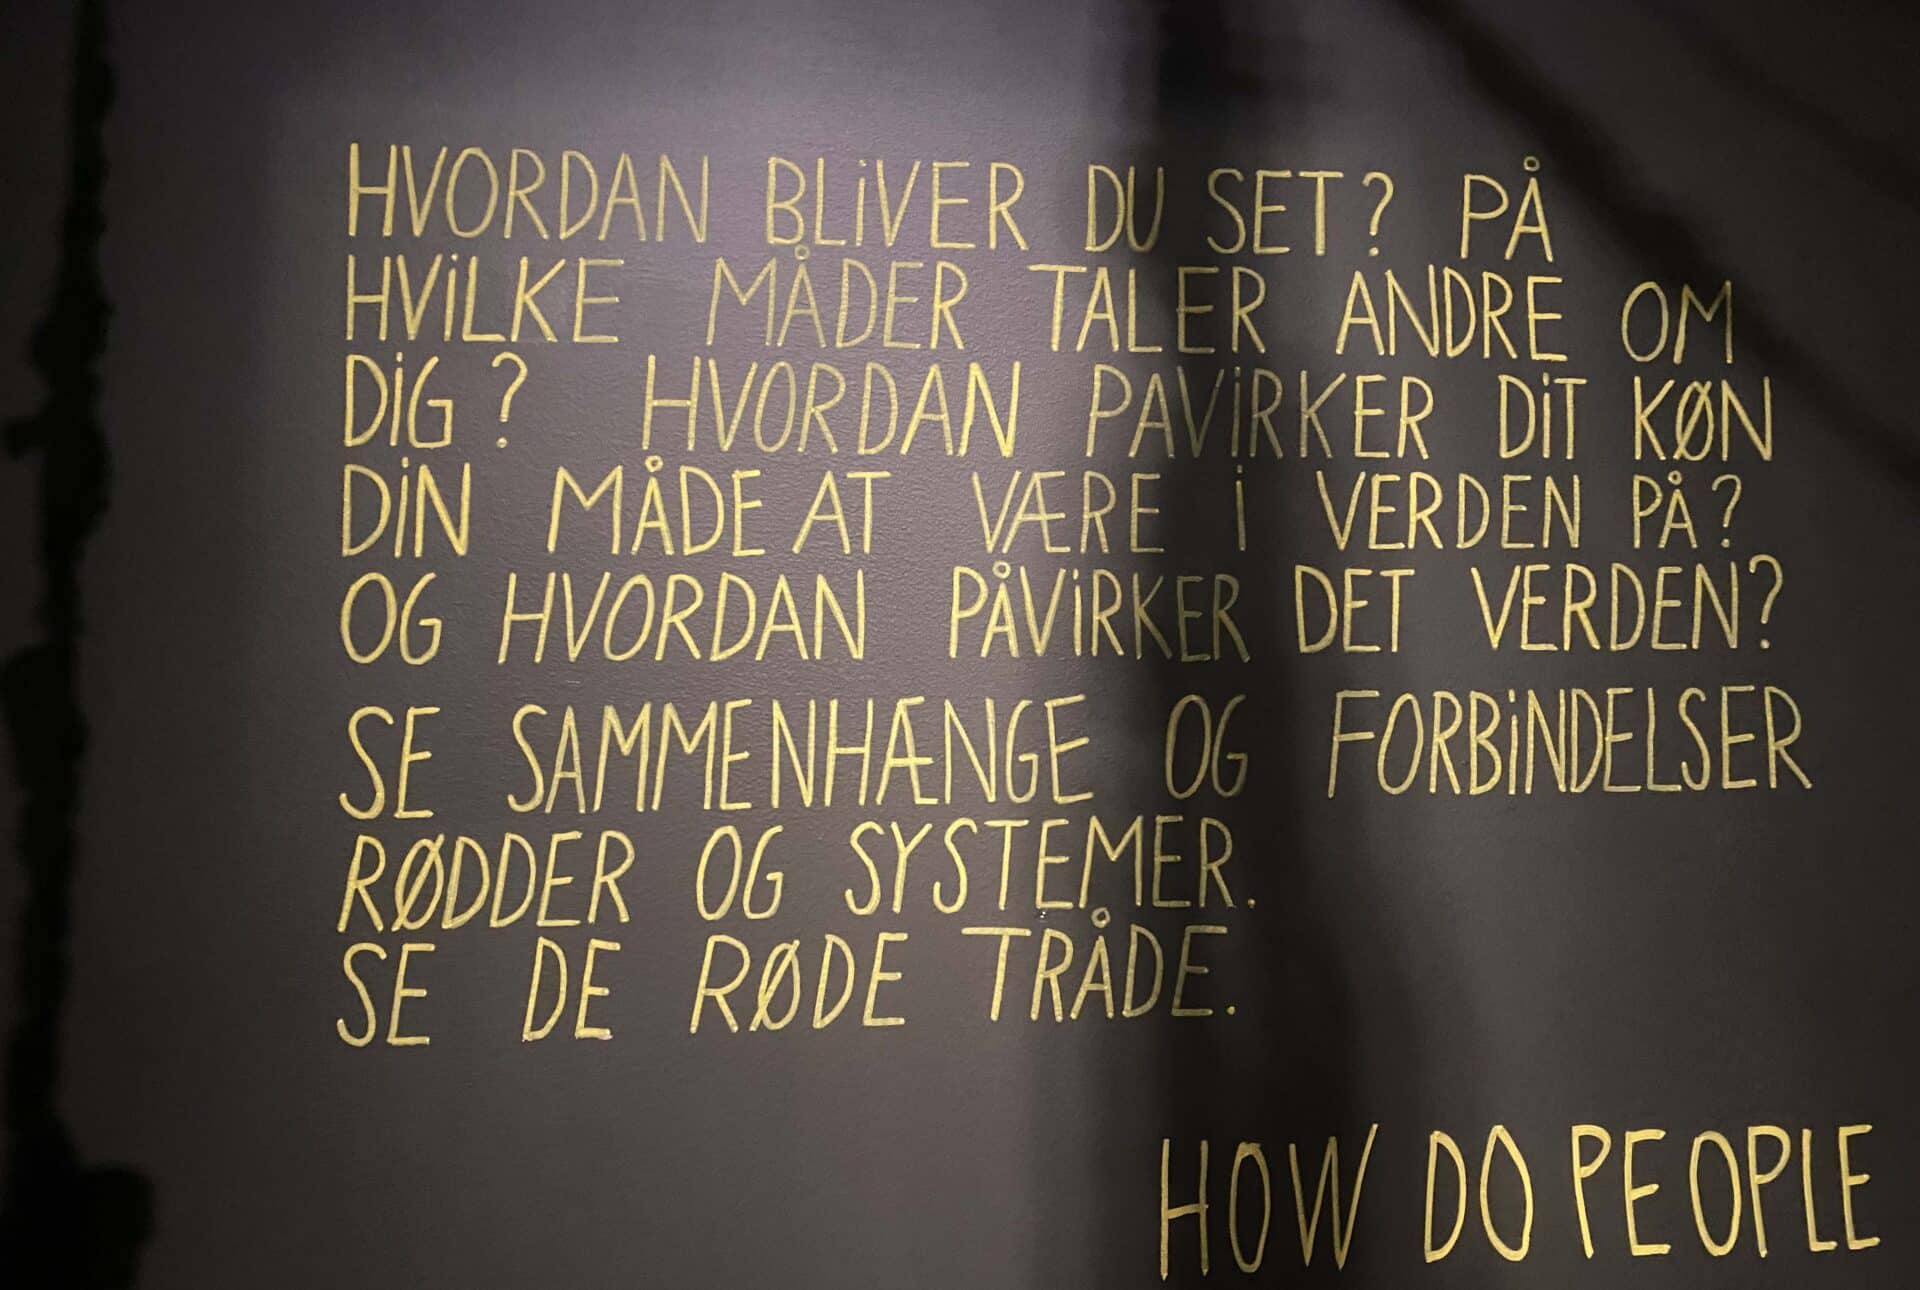 HVORDAN BLiVER DU SET? PÅ
HViLKE MÅDER TALER ANDRE OM
DiG? HVORDAN PAViRKER DiT KØN
DiN MÅDE AT VÆRE i VERDEN PÅ?
OG HVORDAN PÅViRKER DET VERDEN?
SE SAMMENHÆNGE OG FORBiNDELSER
RØDDER OG SYSTEMER.
SE DE RØDE TRÅDE.
HOW DO PEOPLE